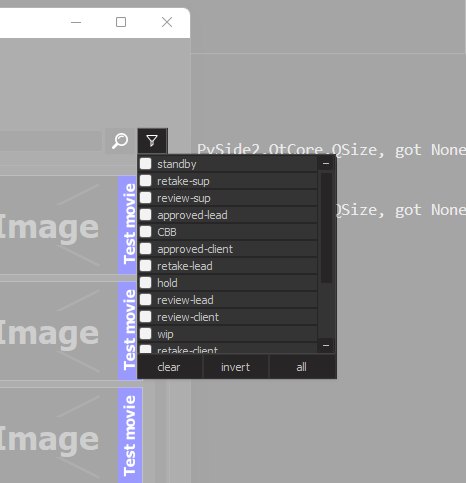 PySide2.QtCore.QSize, got None
QSize, got None
standby
retake-sup
review-sup
approved-lead
CBB
approved-client
retake-lead
hold
review-lead
review-client
wip
retake-client
clear invert all
Image
Test movie
Image
Test movie
Image
Test movie